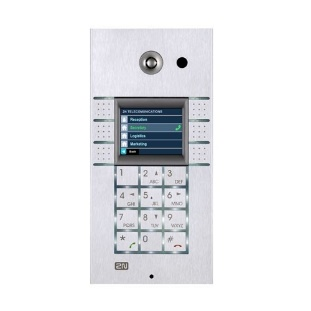 2N TELECOMMUNICATIONS
Reception
Secretary
Logistics
Marketing
1 2 3
ABC DEF
4 5 6
GHI JKL MNO
7 8 9
PQRS TUV WXYZ
* 0 #
2N